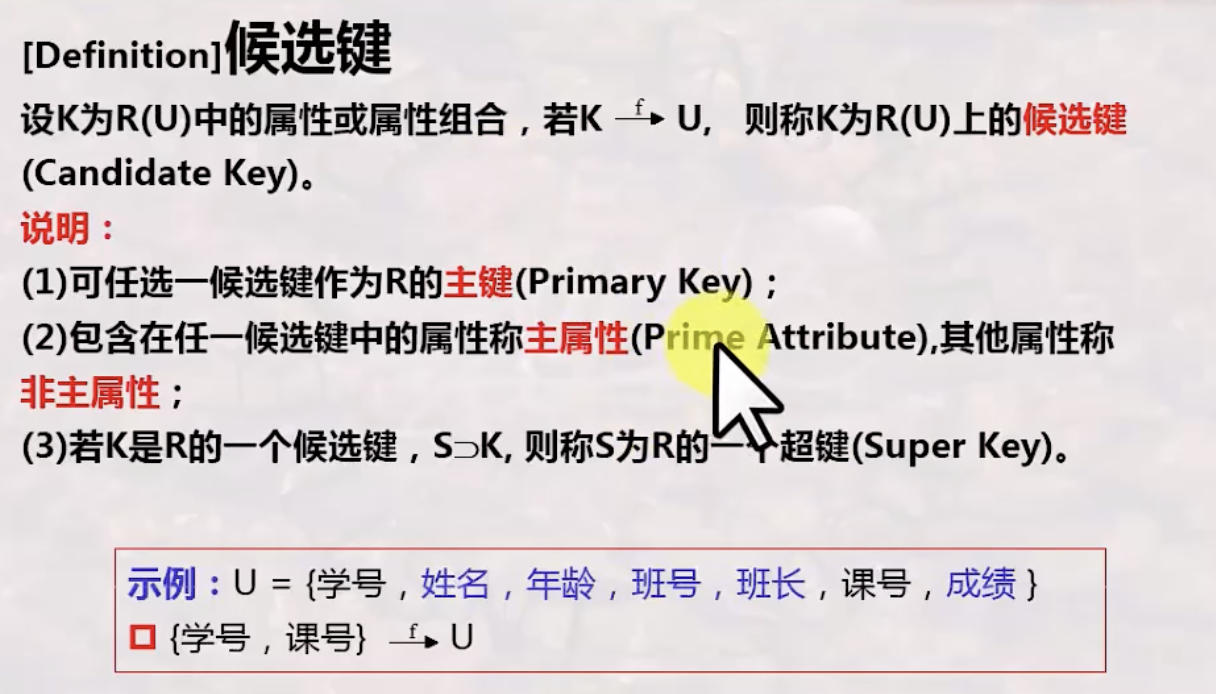 [Definition]候选键
设K为R(U)中的属性或属性组合，若K f→ U, 则称K为R(U)上的候选键
(Candidate Key)。
说明：
(1)可任选一候选键作为R的主键(Primary Key)；
(2)包含在任一候选键中的属性称主属性(Prime Attribute),其他属性称
非主属性；
(3)若K是R的一个候选键，S⊃K, 则称S为R的一个超键(Super Key)。
示例：U = {学号，姓名，年龄，班号，班长，课号，成绩 }
{学号，课号} f→ U